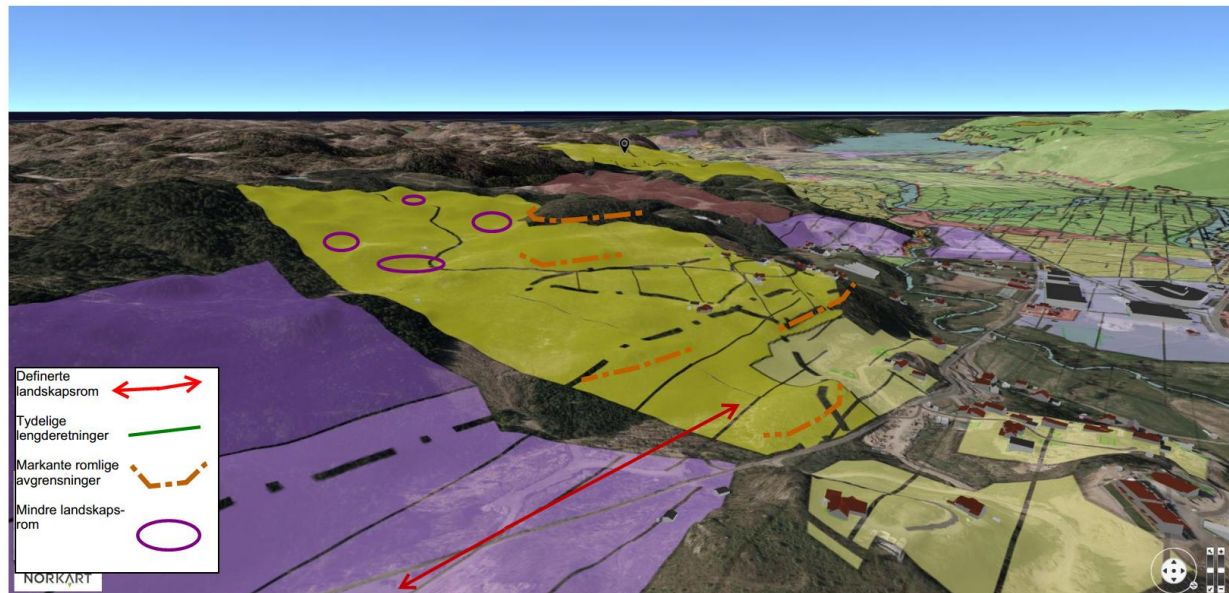 Definerte
landskapsrom
Tydelige
lengderetninger
Markante romlige
avgrensninger
Mindre landskaps-
rom
NORKART